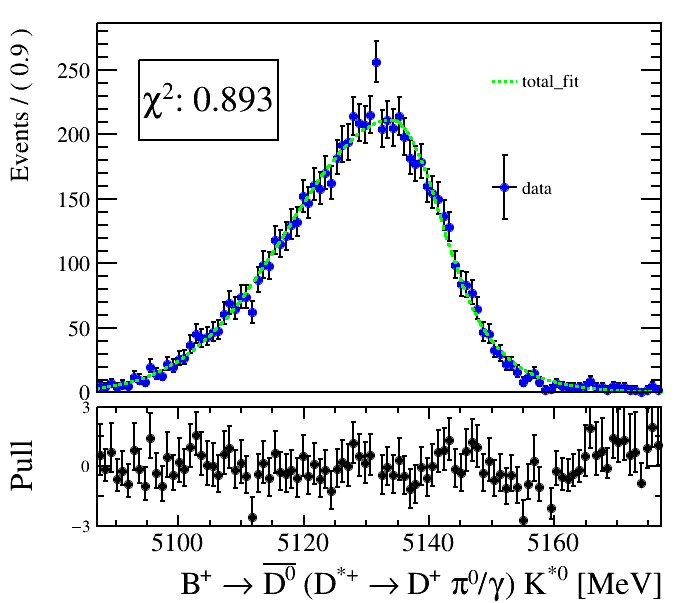 Events / ( 0.9 )
250
200
150
100
50
0
χ²: 0.893
total_fit
data
Pull
3
0
−3
5100 5120 5140 5160
B⁺ → D̅⁰ (D*⁺ → D⁺ π⁰/γ) K*⁰ [MeV]